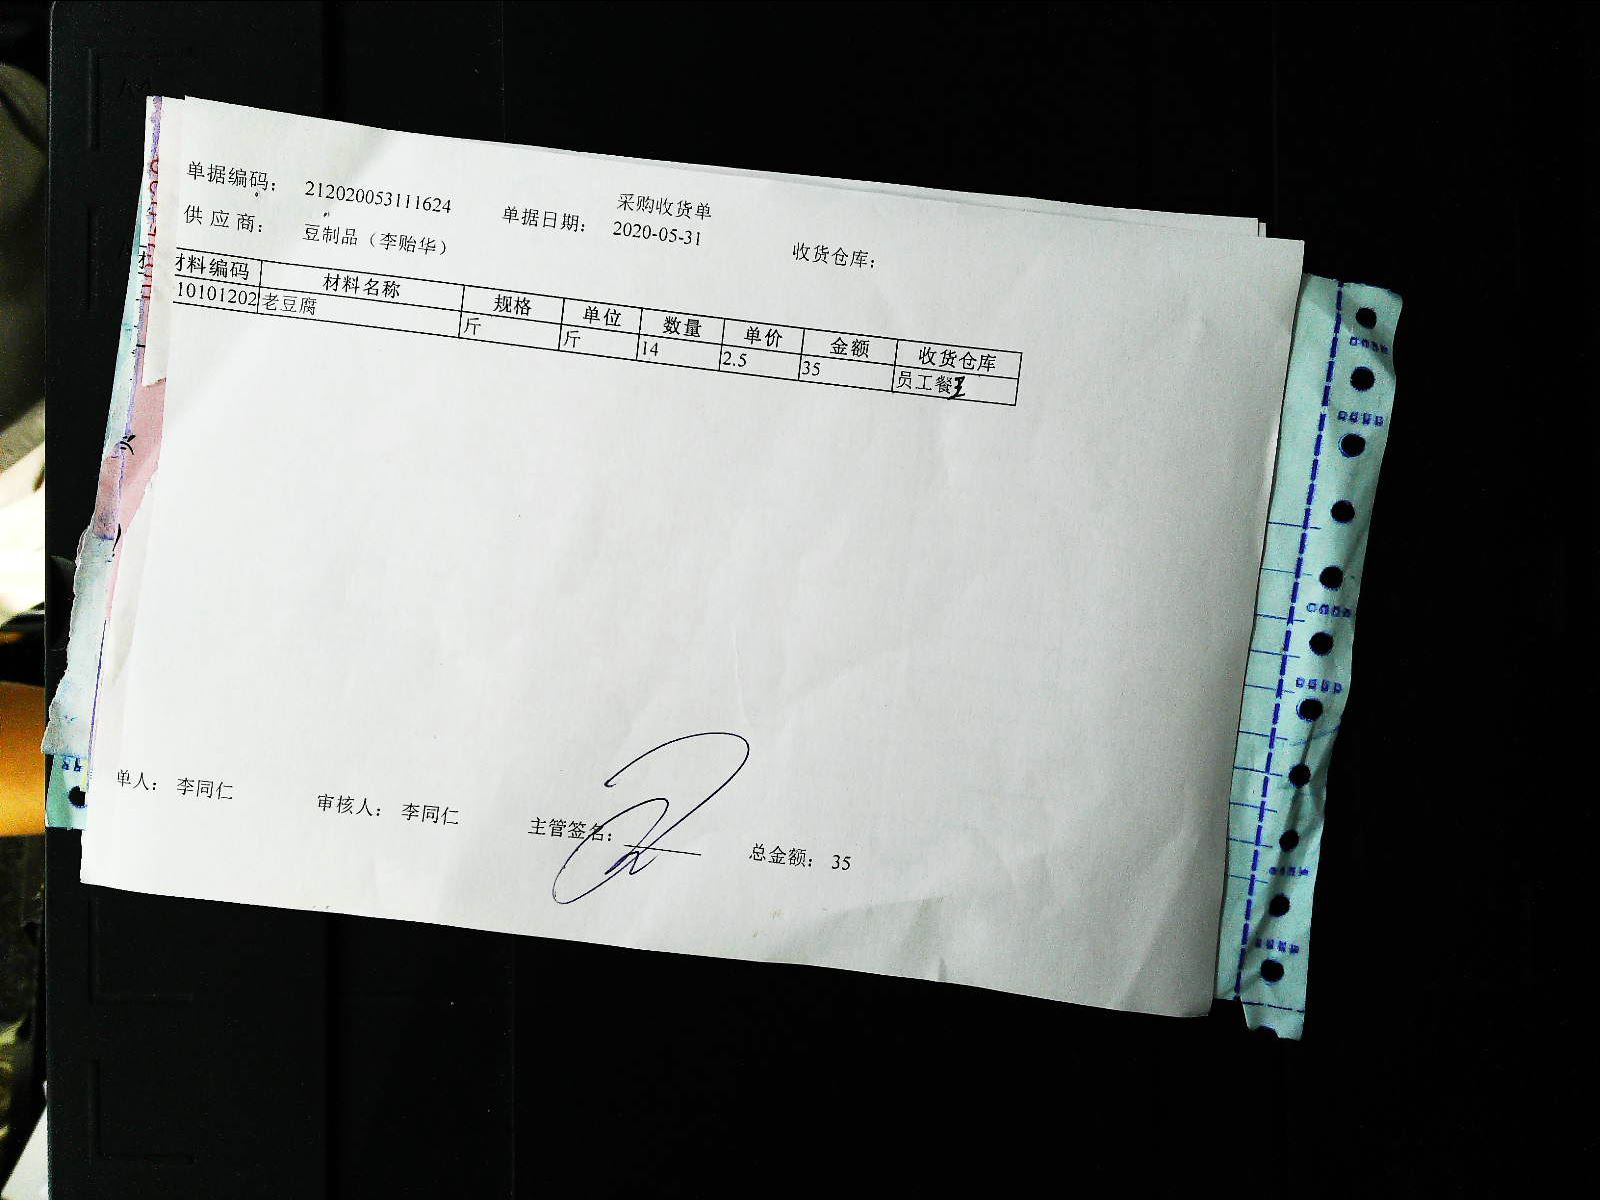 采购收货单
单据编码： 212020053111624 单据日期： 2020-05-31 收货仓库：
供应商： 豆制品（李贻华）
材料编码 材料名称 规格 单位 数量 单价 金额 收货仓库
10101202 老豆腐 斤 斤 14 2.5 35 员工餐
单人： 李同仁 审核人： 李同仁 主管签名： 总金额： 35